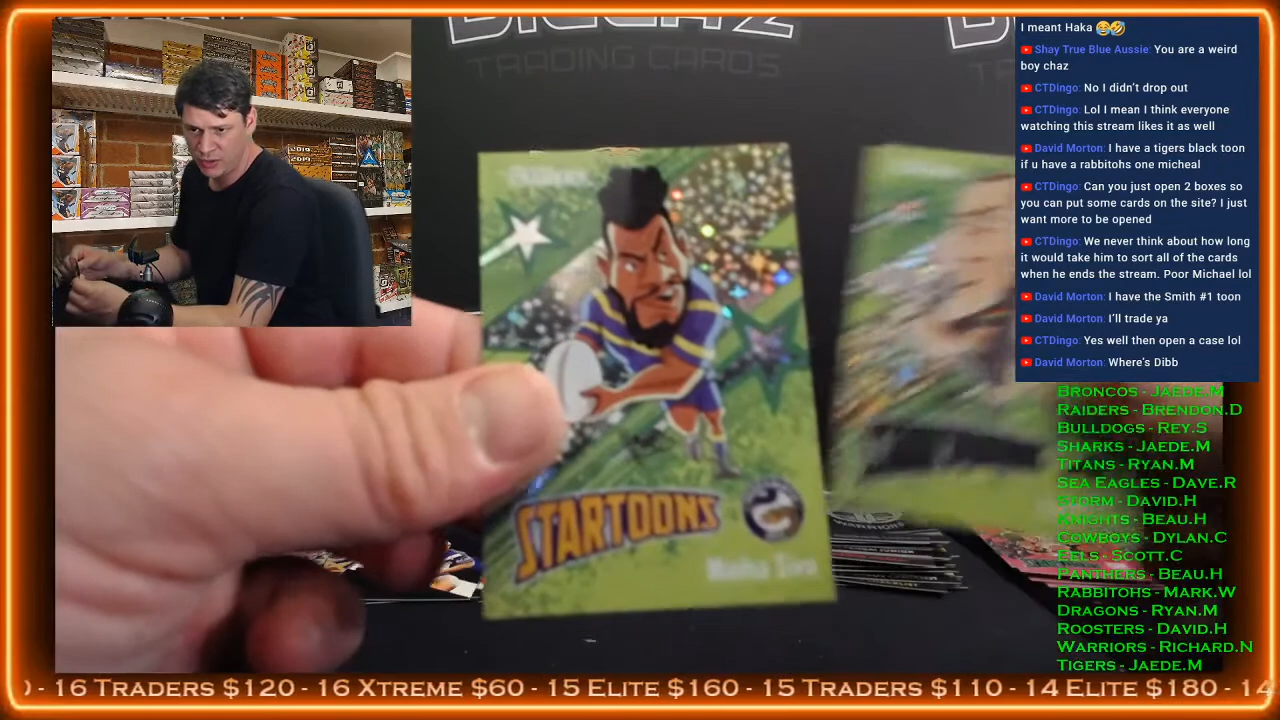 TRADING CARDS
I meant Haka 😂🤣
Shay True Blue Aussie: You are a weird
boy chaz
CTDingo: No I didn't drop out
CTDingo: Lol I mean I think everyone
watching this stream likes it as well
David Morton: I have a tigers black toon
if u have a rabbitohs one micheal
CTDingo: Can you just open 2 boxes so
you can put some cards on the site? I just
want more to be opened
CTDingo: We never think about how long
it would take him to sort all of the cards
when he ends the stream. Poor Michael lol
David Morton: I have the Smith #1 toon
David Morton: I'll trade ya
CTDingo: Yes well then open a case lol
David Morton: Where's Dibb
2019
2019
STARTOONS
WARRIORS
Broncos - Jaede.M
Raiders - Brendon.D
Bulldogs - Rey.S
Sharks - Jaede.M
Titans - Ryan.M
Sea Eagles - Dave.R
Storm - David.H
Knights - Beau.H
Cowboys - Dylan.C
Eels - Scott.C
Panthers - Beau.H
Rabbitohs - Mark.W
Dragons - Ryan.M
Roosters - David.H
Warriors - Richard.N
Tigers - Jaede.M
- 16 Traders $120 - 16 Xtreme $60 - 15 Elite $160 - 15 Traders $110 - 14 Elite $180 - 14